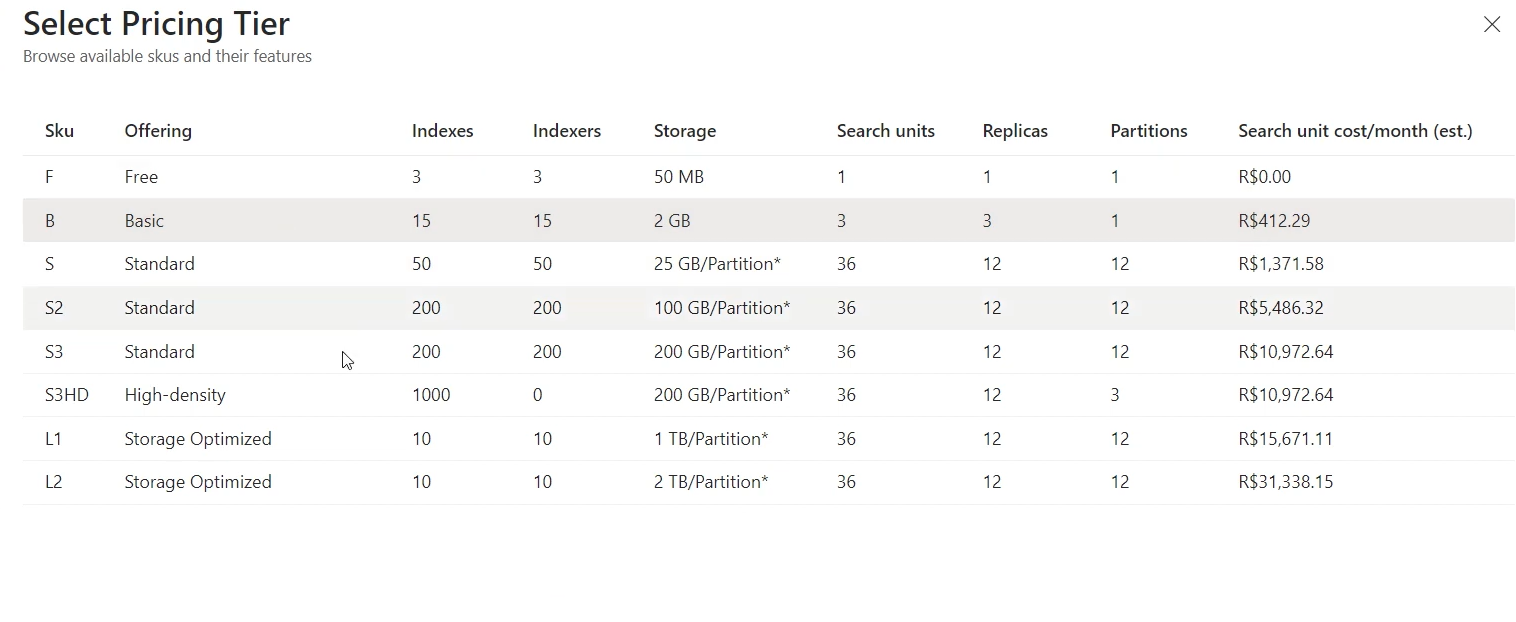 Select Pricing Tier
Browse available skus and their features
Sku Offering Indexes Indexers Storage Search units Replicas Partitions Search unit cost/month (est.)
F Free 3 3 50 MB 1 1 1 R$0.00
B Basic 15 15 2 GB 3 3 1 R$412.29
S Standard 50 50 25 GB/Partition* 36 12 12 R$1,371.58
S2 Standard 200 200 100 GB/Partition* 36 12 12 R$5,486.32
S3 Standard 200 200 200 GB/Partition* 36 12 12 R$10,972.64
S3HD High-density 1000 0 200 GB/Partition* 36 12 3 R$10,972.64
L1 Storage Optimized 10 10 1 TB/Partition* 36 12 12 R$15,671.11
L2 Storage Optimized 10 10 2 TB/Partition* 36 12 12 R$31,338.15